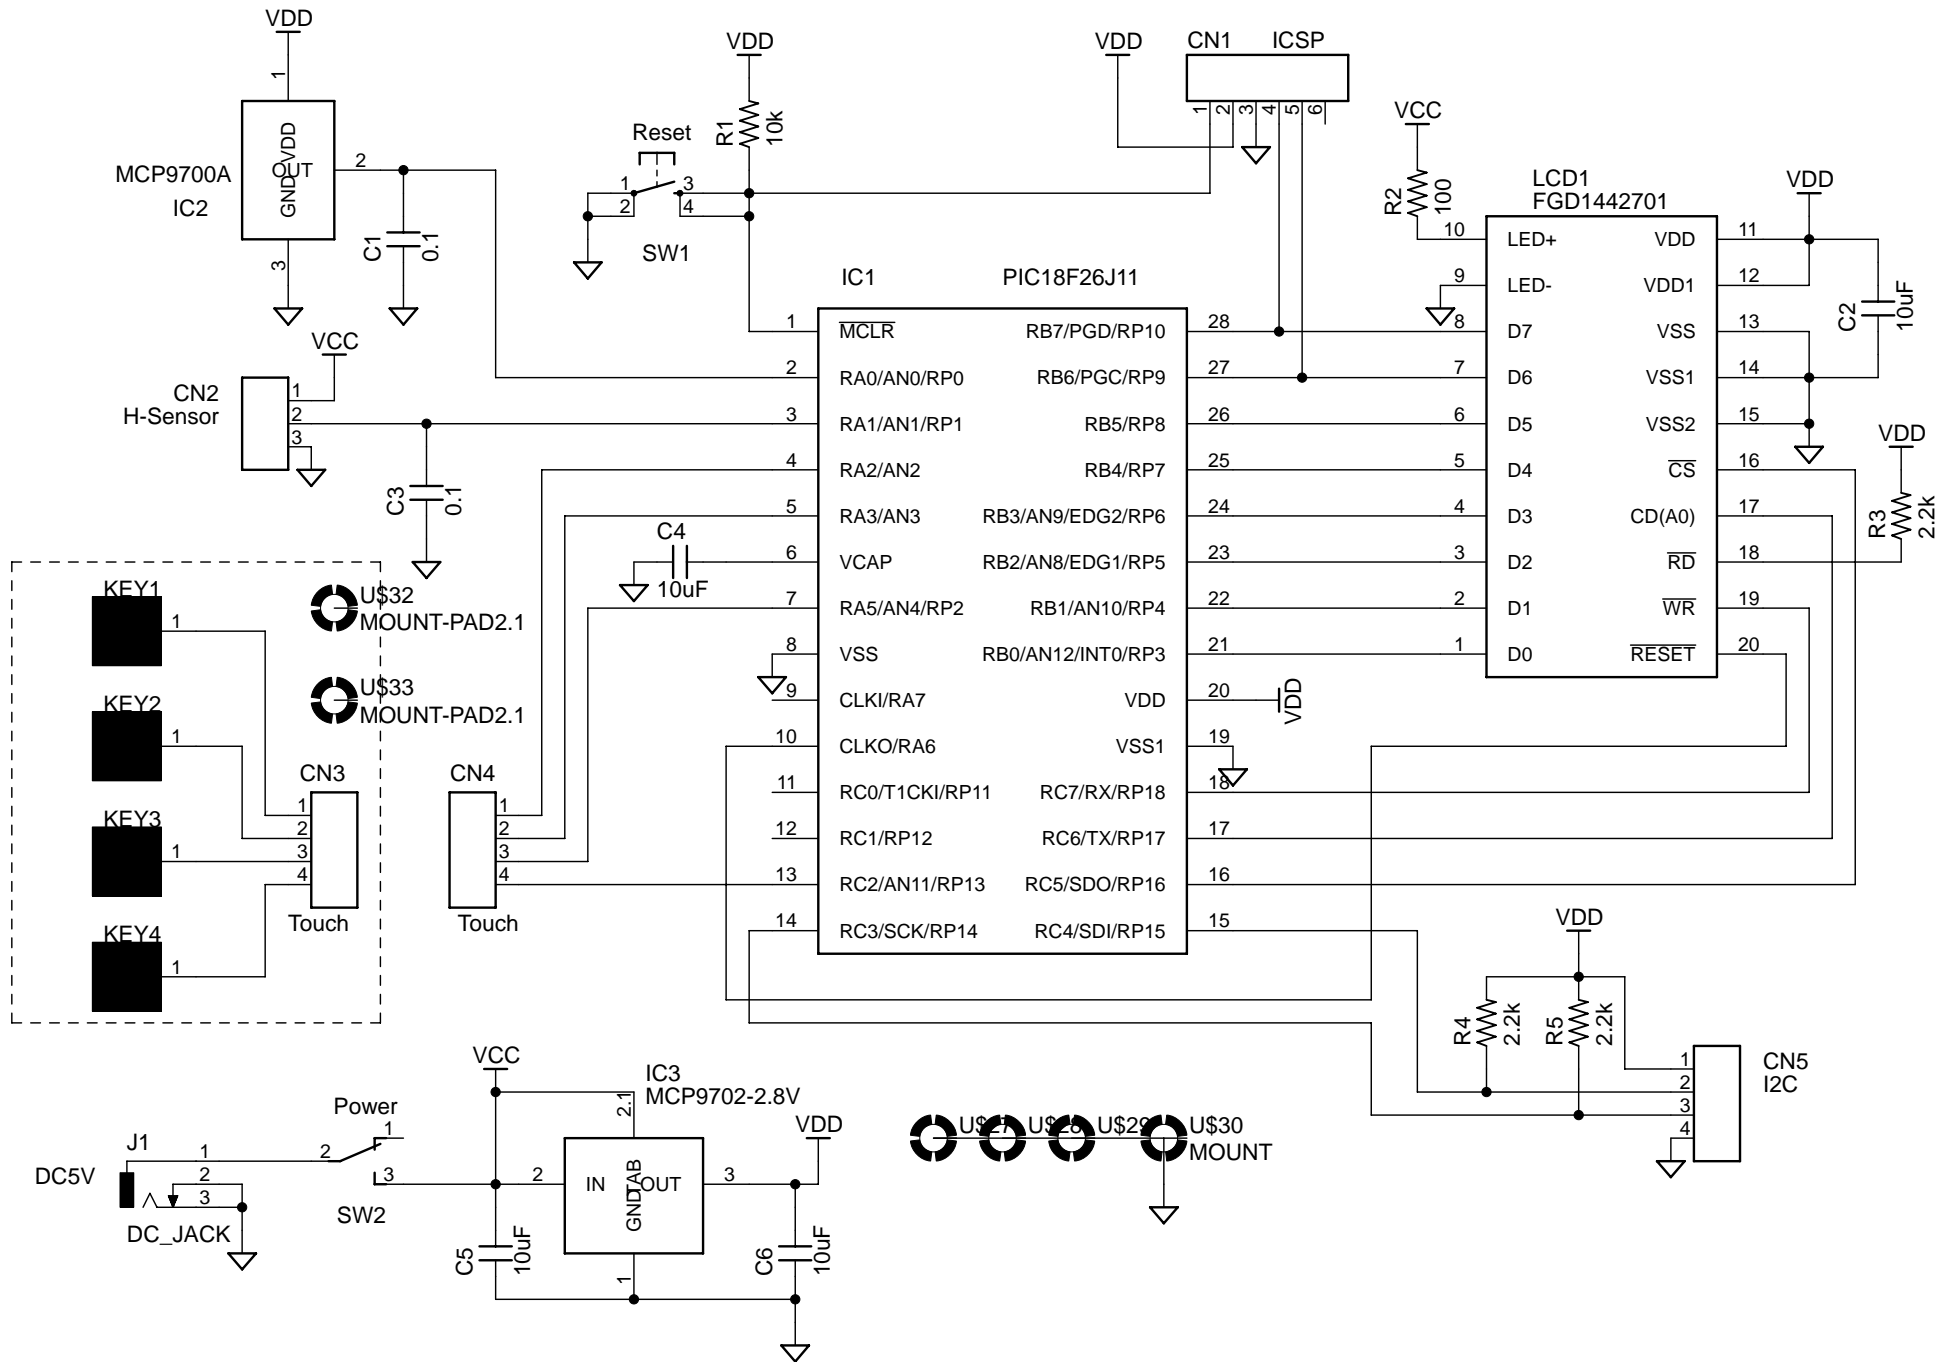 VDD
1
GND VDD
OUT
2
3
MCP9700A
IC2
C1
0.1
VDD
R1
10k
Reset
1
2
3
4
SW1
VDD
CN1 ICSP
1
2
3
4
5
6
VCC
R2
100
LCD1
FGD1442701
VDD
10 LED+ VDD 11
9 LED- VDD1 12
8 D7 VSS 13
7 D6 VSS1 14
6 D5 VSS2 15
5 D4 CS 16
4 D3 CD(A0) 17
3 D2 RD 18
2 D1 WR 19
1 D0 RESET 20
C2
10uF
VDD
R3
2.2k
VCC
CN2
H-Sensor
1
2
3
C3
0.1
IC1 PIC18F26J11
1 MCLR RB7/PGD/RP10 28
2 RA0/AN0/RP0 RB6/PGC/RP9 27
3 RA1/AN1/RP1 RB5/RP8 26
4 RA2/AN2 RB4/RP7 25
5 RA3/AN3 RB3/AN9/EDG2/RP6 24
6 VCAP RB2/AN8/EDG1/RP5 23
7 RA5/AN4/RP2 RB1/AN10/RP4 22
8 VSS RB0/AN12/INT0/RP3 21
9 CLKI/RA7 VDD 20 VDD
10 CLKO/RA6 VSS1 19
11 RC0/T1CKI/RP11 RC7/RX/RP18 18
12 RC1/RP12 RC6/TX/RP17 17
13 RC2/AN11/RP13 RC5/SDO/RP16 16
14 RC3/SCK/RP14 RC4/SDI/RP15 15
C4
10uF
KEY1
1
KEY2
1
KEY3
1
KEY4
1
U$32
MOUNT-PAD2.1
U$33
MOUNT-PAD2.1
CN3
1
2
3
4
Touch
CN4
1
2
3
4
Touch
VDD
R4
2.2k
R5
2.2k
1
2
3
4
CN5
I2C
J1
DC5V
1
2
3
DC_JACK
Power
2
1
3
SW2
VCC
IC3
MCP9702-2.8V
2.1
2 IN GND TAB OUT 3
1
VDD
C5
10uF
C6
10uF
U$27 U$28 U$29 U$30
MOUNT